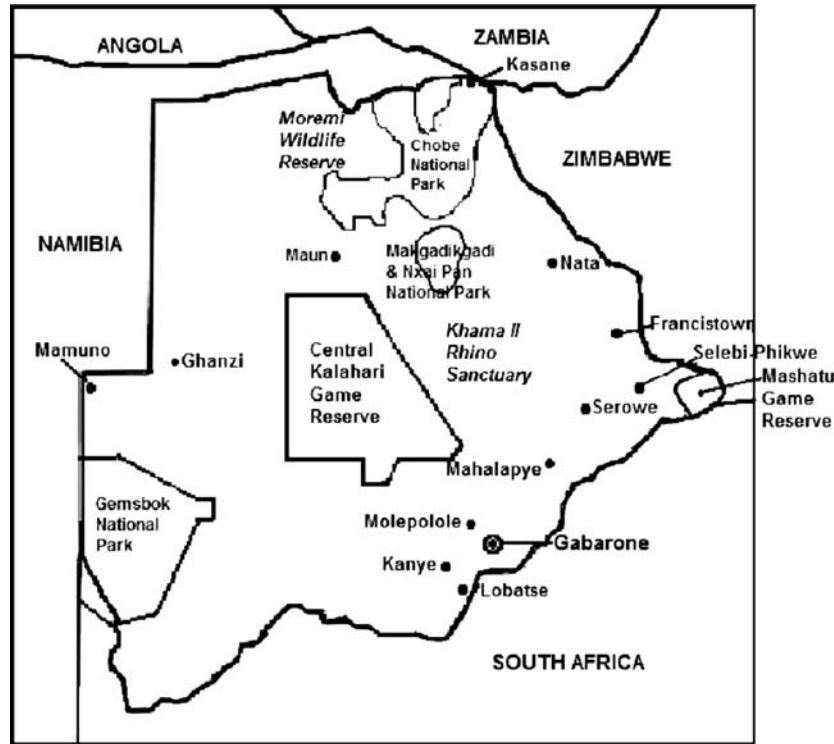 ANGOLA
ZAMBIA
Kasane
Moremi
Wildlife
Reserve
Chobe
National
Park
ZIMBABWE
NAMIBIA
Maun
Makgadikgadi
& Nxai Pan
National Park
Nata
Mamuno
Ghanzi
Central
Kalahari
Game
Reserve
Khama II
Rhino
Sanctuary
Francistown
Selebi-Phikwe
Mashatu
Game
Reserve
Serowe
Mahalapye
Gemsbok
National
Park
Molepolole
Gabarone
Kanye
Lobatse
SOUTH AFRICA